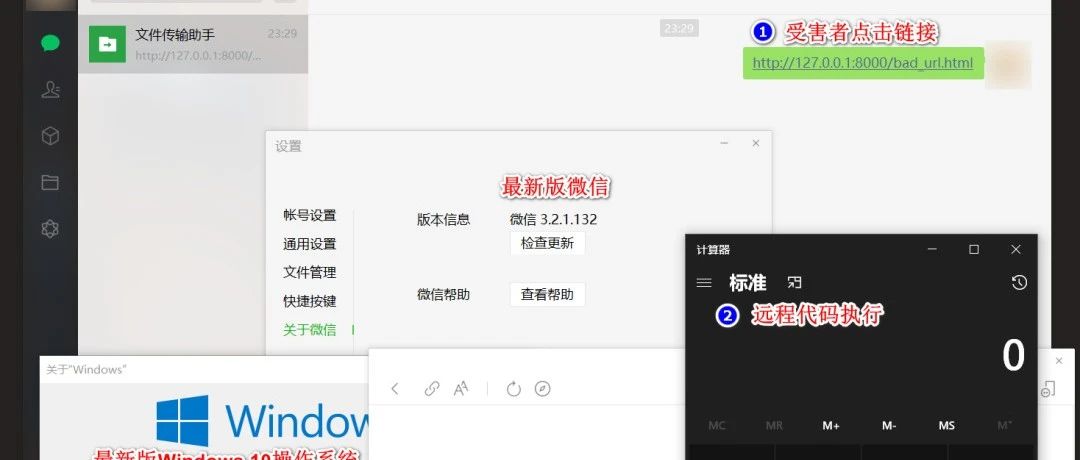 文件传输助手
23:29
http://127.0.0.1:8000/...
23:29
1 受害者点击链接
http://127.0.0.1:8000/bad_url.html
设置
最新版微信
帐号设置
版本信息 微信 3.2.1.132
通用设置
检查更新
文件管理
快捷按键
微信帮助 查看帮助
关于微信
计算器
标准
2 远程代码执行
0
MC MR M+ M- MS M˅
关于"Windows"
Window
最新版Windows 10操作系统